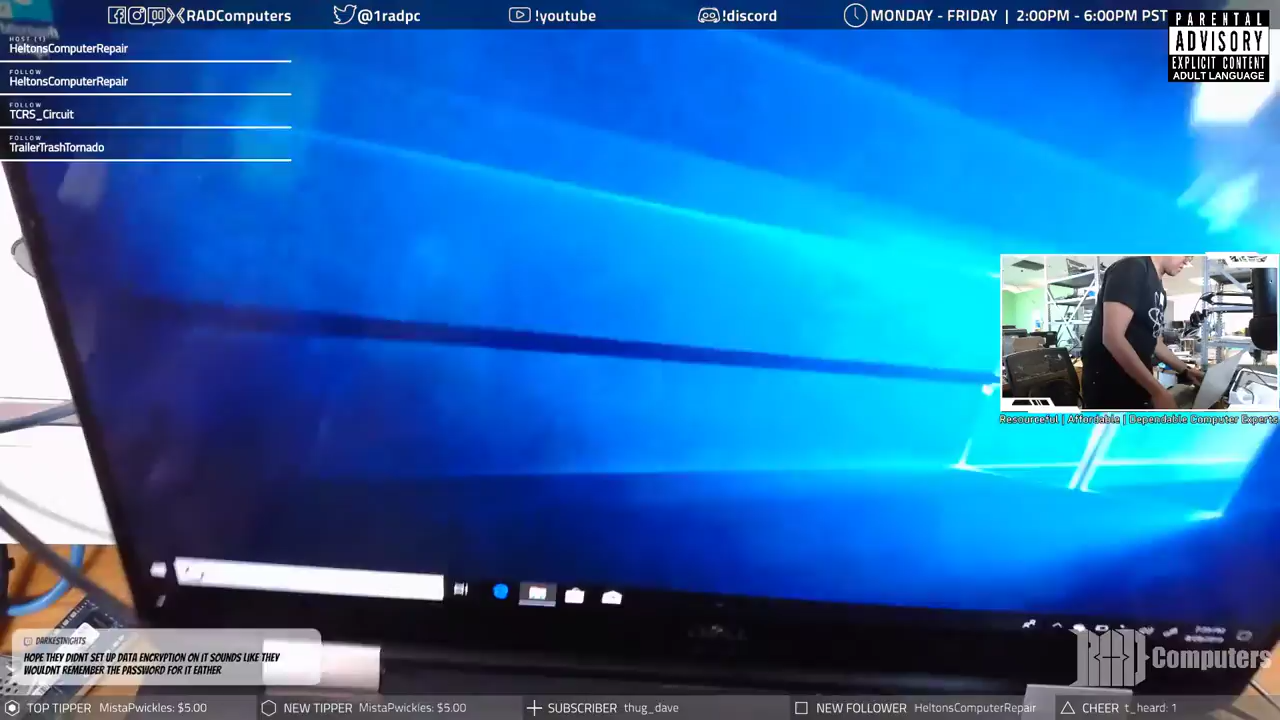 RADComputers
@1radpc
!youtube
!discord
MONDAY - FRIDAY | 2:00PM - 6:00PM PST
PARENTAL
ADVISORY
EXPLICIT CONTENT
ADULT LANGUAGE
HOST (1)
HeltonsComputerRepair
FOLLOW
HeltonsComputerRepair
FOLLOW
TCRS_Circuit
FOLLOW
TrailerTrashTornado
Resourceful | Affordable | Dependable Computer Experts
DARKESTNIGHTS
HOPE THEY DIDNT SET UP DATA ENCRYPTION ON IT SOUNDS LIKE THEY
WOULDNT REMEMBER THE PASSWORD FOR IT EATHER
RAD Computers
TOP TIPPER MistaPwickles: $5.00
NEW TIPPER MistaPwickles: $5.00
SUBSCRIBER thug_dave
NEW FOLLOWER HeltonsComputerRepair
CHEER t_heard: 1